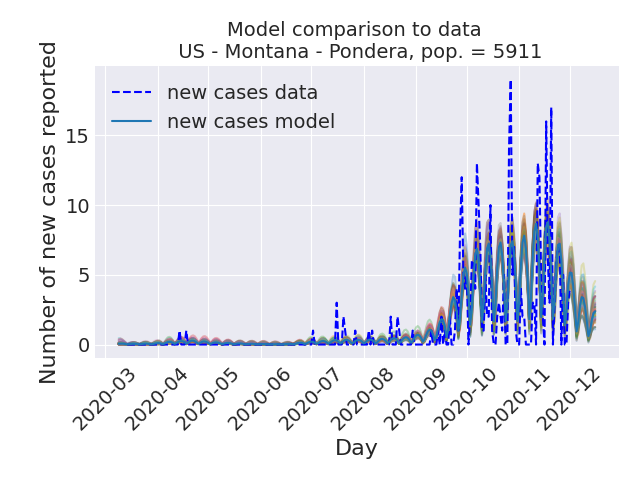 Model comparison to data
US - Montana - Pondera, pop. = 5911
new cases data
new cases model
Number of new cases reported
15
10
5
0
2020-03
2020-04
2020-05
2020-06
2020-07
2020-08
2020-09
2020-10
2020-11
2020-12
Day